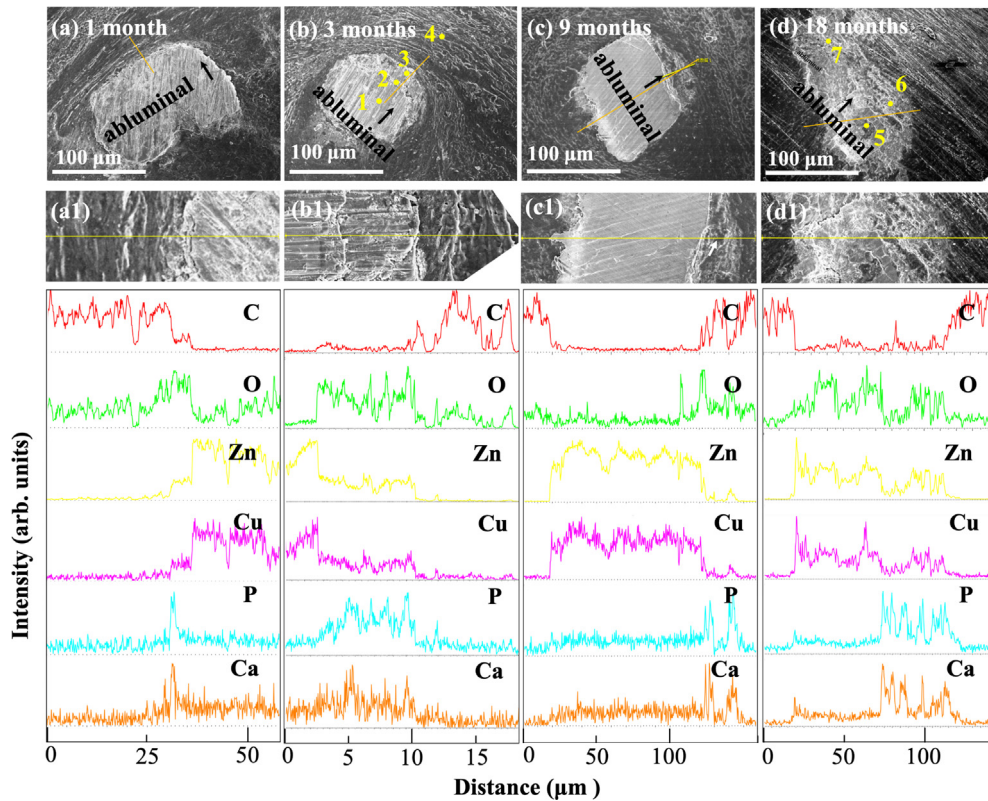 (a) 1 month
abluminal
100 μm
(b) 3 months
4
3
2
1
abluminal
100 μm
(c) 9 months
abluminal
100 μm
(d) 18 months
7
6
5
abluminal
100 μm
(a1)
(b1)
(c1)
(d1)
Intensity (arb. units)
C
O
Zn
Cu
P
Ca
C
O
Zn
Cu
P
Ca
C
O
Zn
Cu
P
Ca
C
O
Zn
Cu
P
Ca
0 25 50
0 5 10 15
0 50 100
0 50 100
Distance (μm )